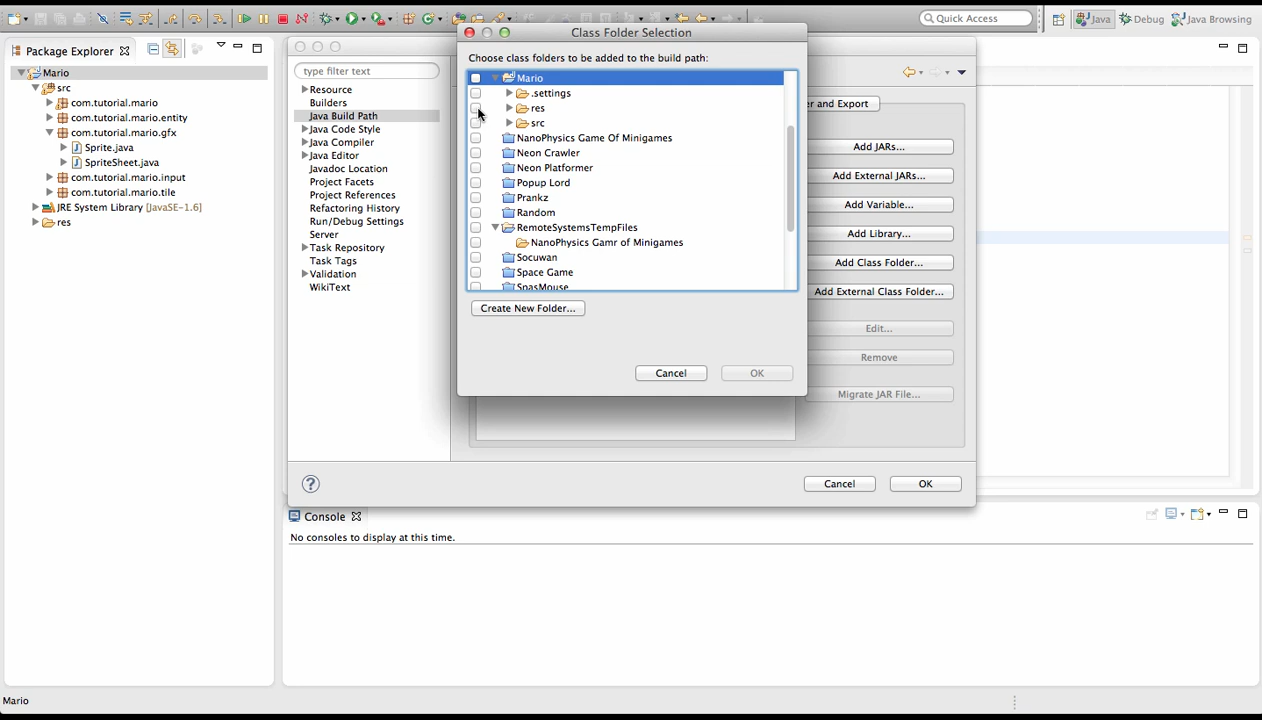 Quick Access
Java
Debug
Java Browsing
Package Explorer
Mario
src
com.tutorial.mario
com.tutorial.mario.entity
com.tutorial.mario.gfx
Sprite.java
SpriteSheet.java
com.tutorial.mario.input
com.tutorial.mario.tile
JRE System Library [JavaSE-1.6]
res
type filter text
Resource
Builders
Java Build Path
Java Code Style
Java Compiler
Java Editor
Javadoc Location
Project Facets
Project References
Refactoring History
Run/Debug Settings
Server
Task Repository
Task Tags
Validation
WikiText
Class Folder Selection
Choose class folders to be added to the build path:
Mario
.settings
res
src
NanoPhysics Game Of Minigames
Neon Crawler
Neon Platformer
Popup Lord
Prankz
Random
RemoteSystemsTempFiles
NanoPhysics Gamr of Minigames
Socuwan
Space Game
SpasMouse
Create New Folder...
Cancel
OK
er and Export
Add JARs...
Add External JARs...
Add Variable...
Add Library...
Add Class Folder...
Add External Class Folder...
Edit...
Remove
Migrate JAR File...
?
Cancel
OK
Console
No consoles to display at this time.
Mario